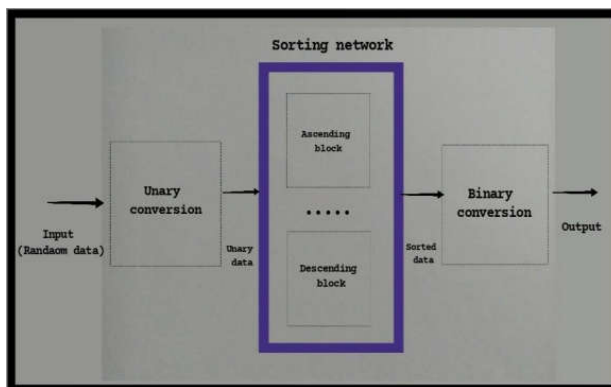 Sorting network
Ascending
block
Unary
conversion
Binary
conversion
.....
Input
(Randaom data)
Unary
data
Sorted
data
Output
Descending
block